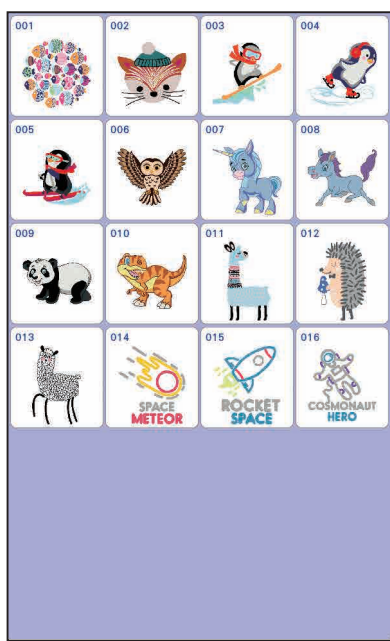 001
002
003
004
005
006
007
008
009
010
011
012
013
014
015
016
SPACE
METEOR
ROCKET
SPACE
COSMONAUT
HERO